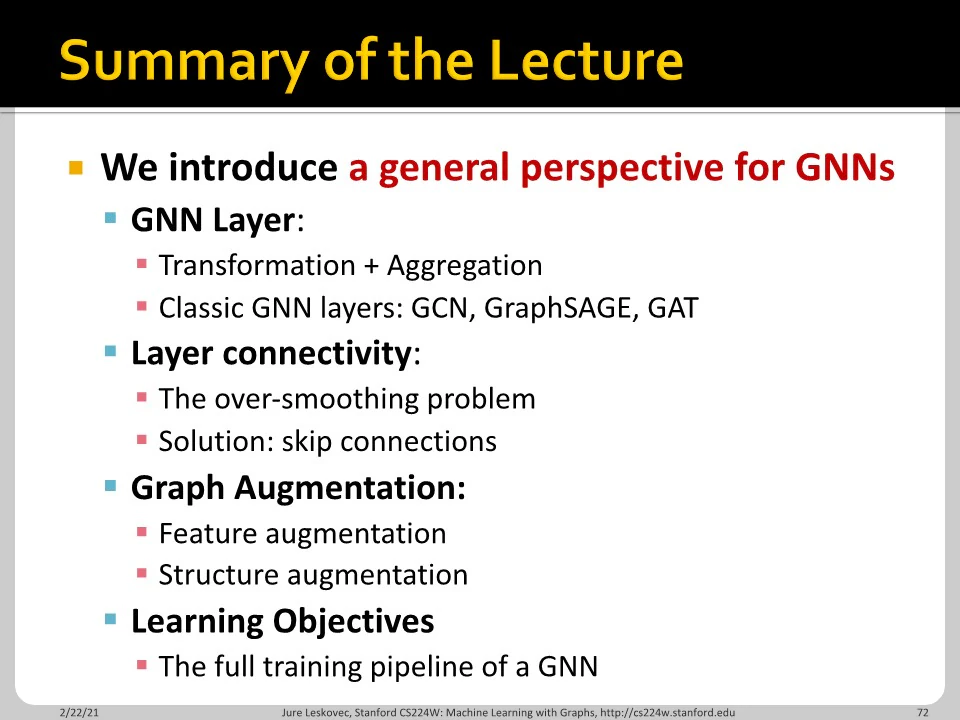 Summary of the Lecture
We introduce a general perspective for GNNs
GNN Layer:
Transformation + Aggregation
Classic GNN layers: GCN, GraphSAGE, GAT
Layer connectivity:
The over-smoothing problem
Solution: skip connections
Graph Augmentation:
Feature augmentation
Structure augmentation
Learning Objectives
The full training pipeline of a GNN
2/22/21 Jure Leskovec, Stanford CS224W: Machine Learning with Graphs, http://cs224w.stanford.edu 72